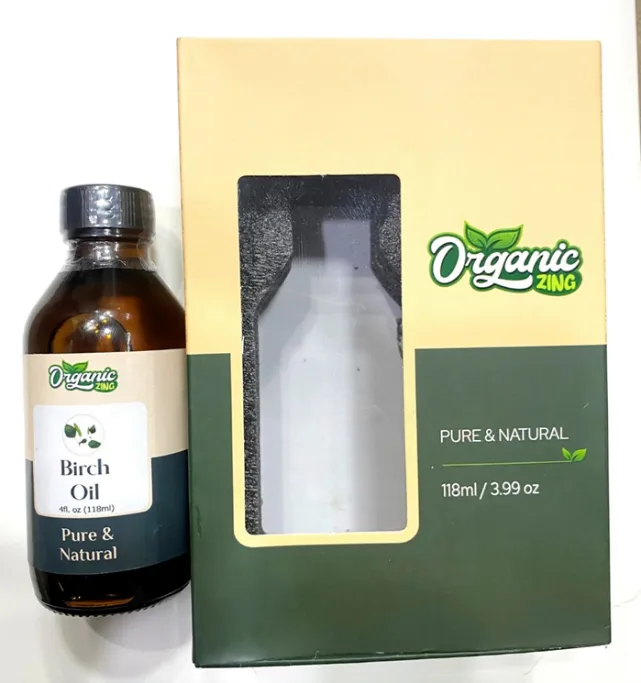 Organic
ZING
Birch
Oil
4fl. oz (118ml)
Pure &
Natural
Organic
ZING
PURE & NATURAL
118ml / 3.99 oz